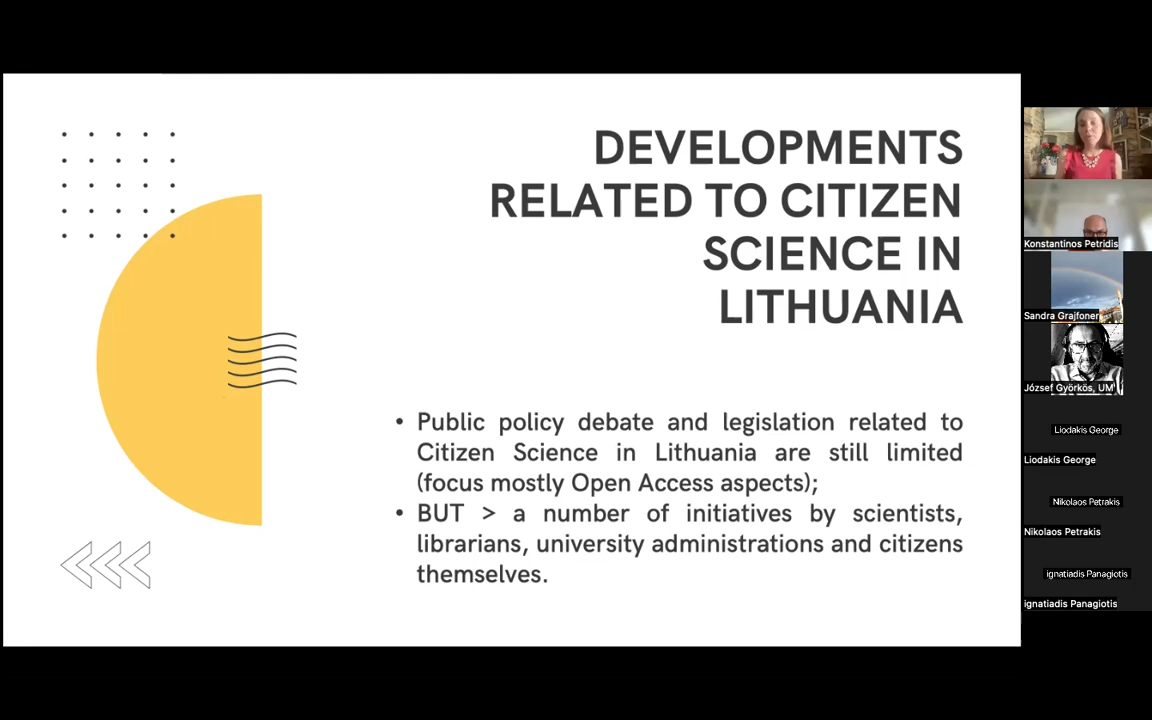 DEVELOPMENTS
RELATED TO CITIZEN
SCIENCE IN
LITHUANIA
• Public policy debate and legislation related to
Citizen Science in Lithuania are still limited
(focus mostly Open Access aspects);
• BUT > a number of initiatives by scientists,
librarians, university administrations and citizens
themselves.
Konstantinos Petridis
Sandra Grajfoner
József Györkös, UM
Liodakis George
Liodakis George
Nikolaos Petrakis
Nikolaos Petrakis
ignatiadis Panagiotis
ignatiadis Panagiotis